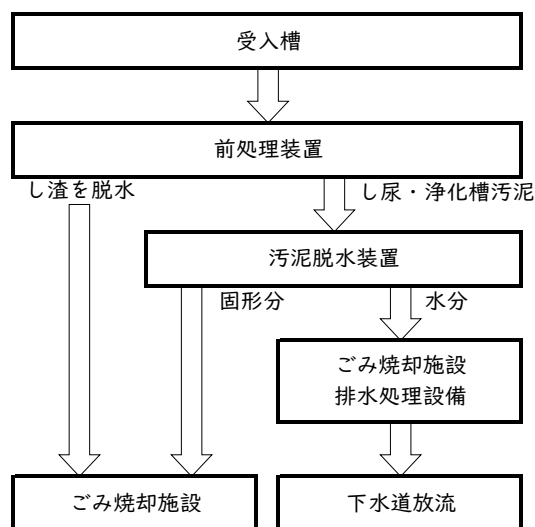 受入槽
前処理装置
し渣を脱水
し尿・浄化槽汚泥
汚泥脱水装置
固形分
水分
ごみ焼却施設
排水処理設備
ごみ焼却施設
下水道放流